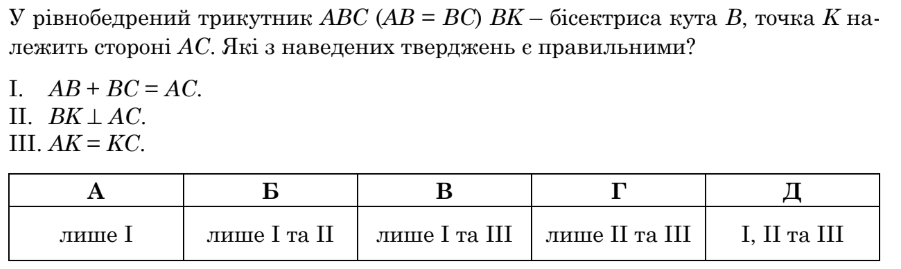 У рівнобедрений трикутник ABC (AB = BC) BK – бісектриса кута B, точка K на-
лежить стороні AC. Які з наведених тверджень є правильними?
I. AB + BC = AC.
II. BK ⊥ AC.
III. AK = KC.
А Б В Г Д
лише I лише I та II лише I та III лише II та III I, II та III